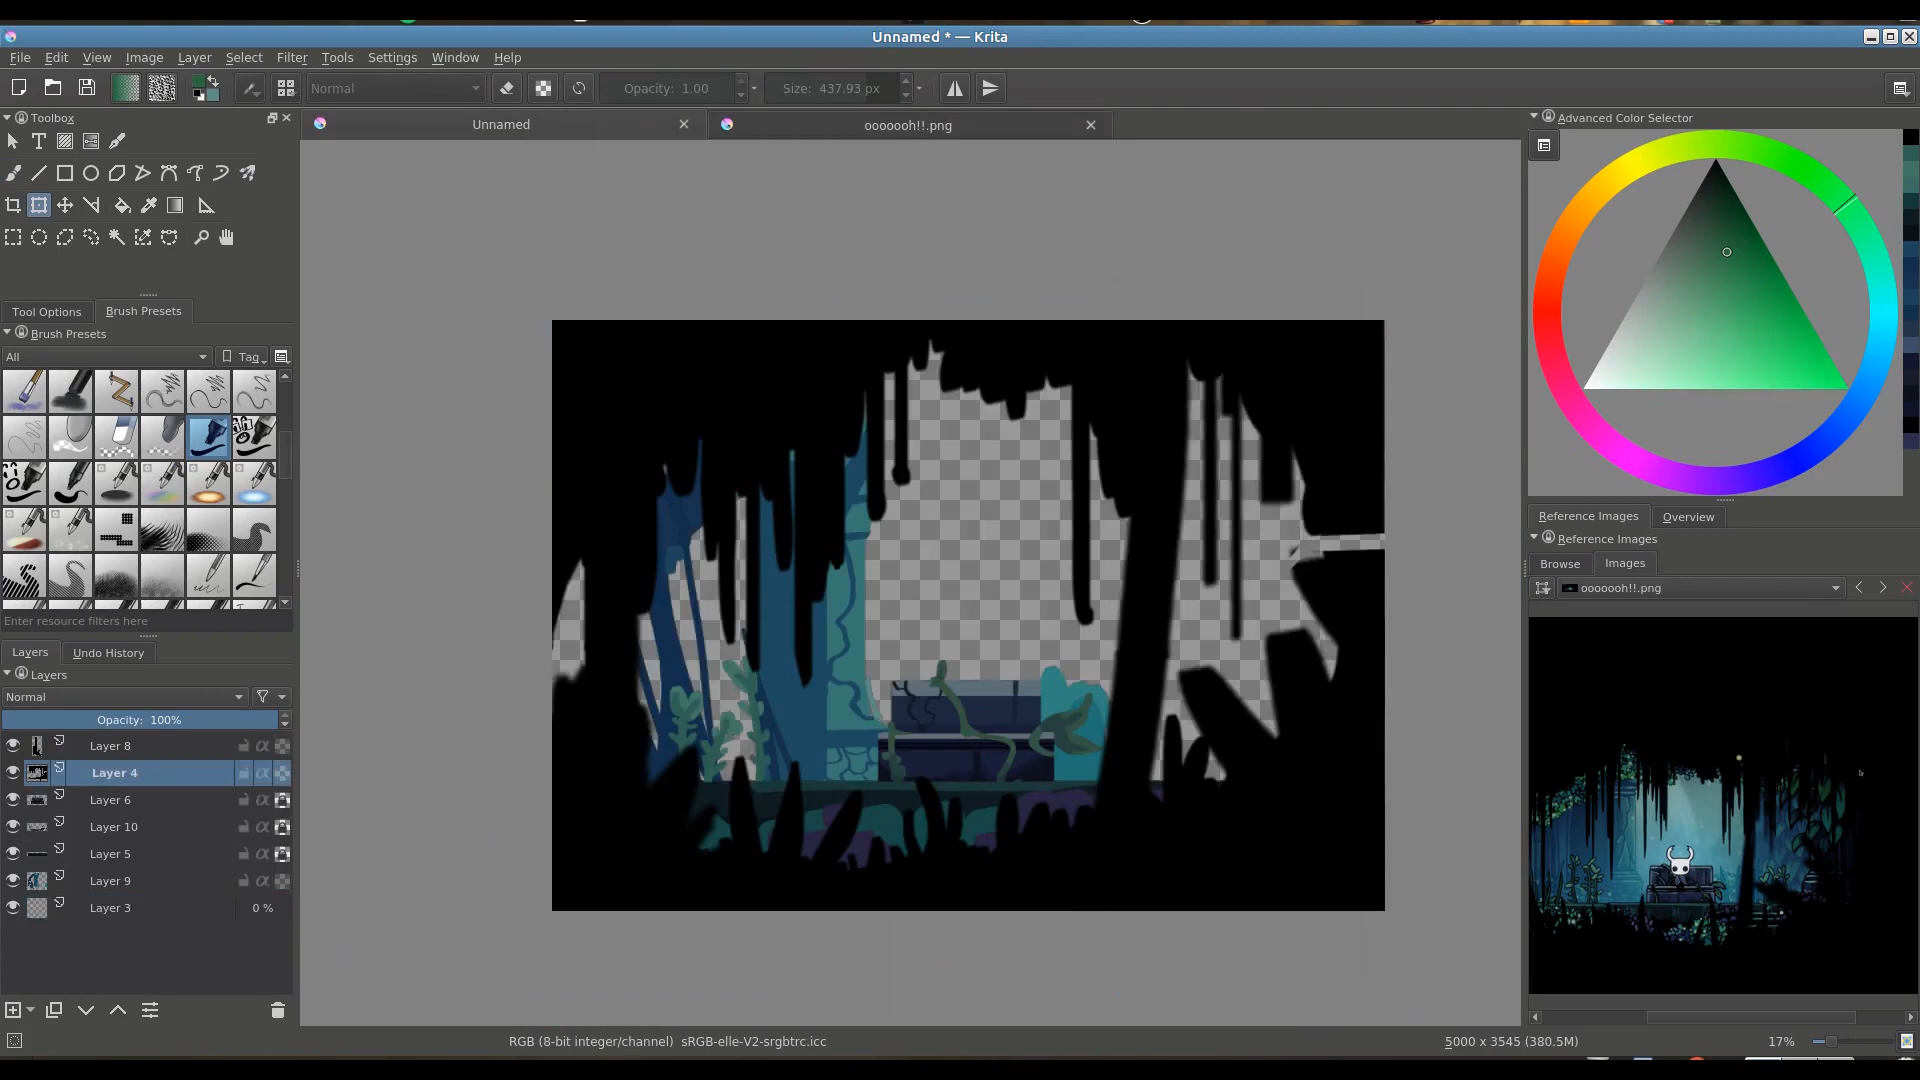 Unnamed * — Krita
File Edit View Image Layer Select Filter Tools Settings Window Help
Normal Opacity: 1.00 Size: 437.93 px
Toolbox
Unnamed
ooooooh!!.png
Advanced Color Selector
Tool Options
Brush Presets
Brush Presets
All
Tag
Enter resource filters here
Layers
Undo History
Layers
Normal
Opacity: 100%
Layer 8
Layer 4
Layer 6
Layer 10
Layer 5
Layer 9
Layer 3 0 %
Reference Images
Overview
Reference Images
Browse
Images
ooooooh!!.png
RGB (8-bit integer/channel) sRGB-elle-V2-srgbtrc.icc
5000 x 3545 (380.5M)
17%